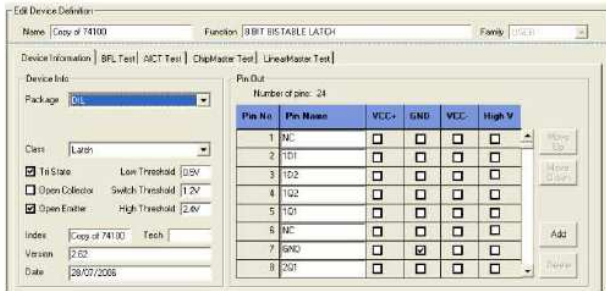 Edit Device Definition
Name Copy of 74100 Function 8 BIT BISTABLE LATCH Family USER
Device Information BFL Test AICT Test ChipMaster Test LinearMaster Test
Device Info
Package DIL
Class Latch
Tri State Low Threshold 0.9V
Open Collector Switch Threshold 1.2V
Open Emitter High Threshold 2.4V
Index Copy of 74100 Tech
Version 2.62
Date 28/07/2006
Pin Out
Number of pins: 24
Pin No Pin Name VCC+ GND VCC- High V
1 NC
2 1D1
3 1D2
4 1Q2
5 1Q1
6 NC
7 GND
8 2Q1
Move Up
Move Down
Add
Delete